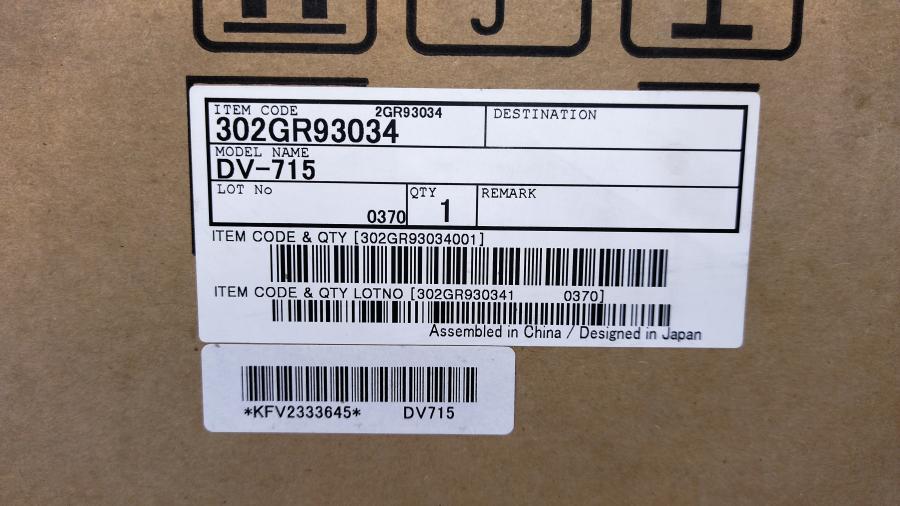 ITEM CODE 2GR93034 DESTINATION
302GR93034
MODEL NAME
DV-715
LOT No QTY REMARK
0370 1
ITEM CODE & QTY [302GR93034001]
ITEM CODE & QTY LOTNO [302GR930341 0370]
Assembled in China / Designed in Japan
*KFV2333645* DV715